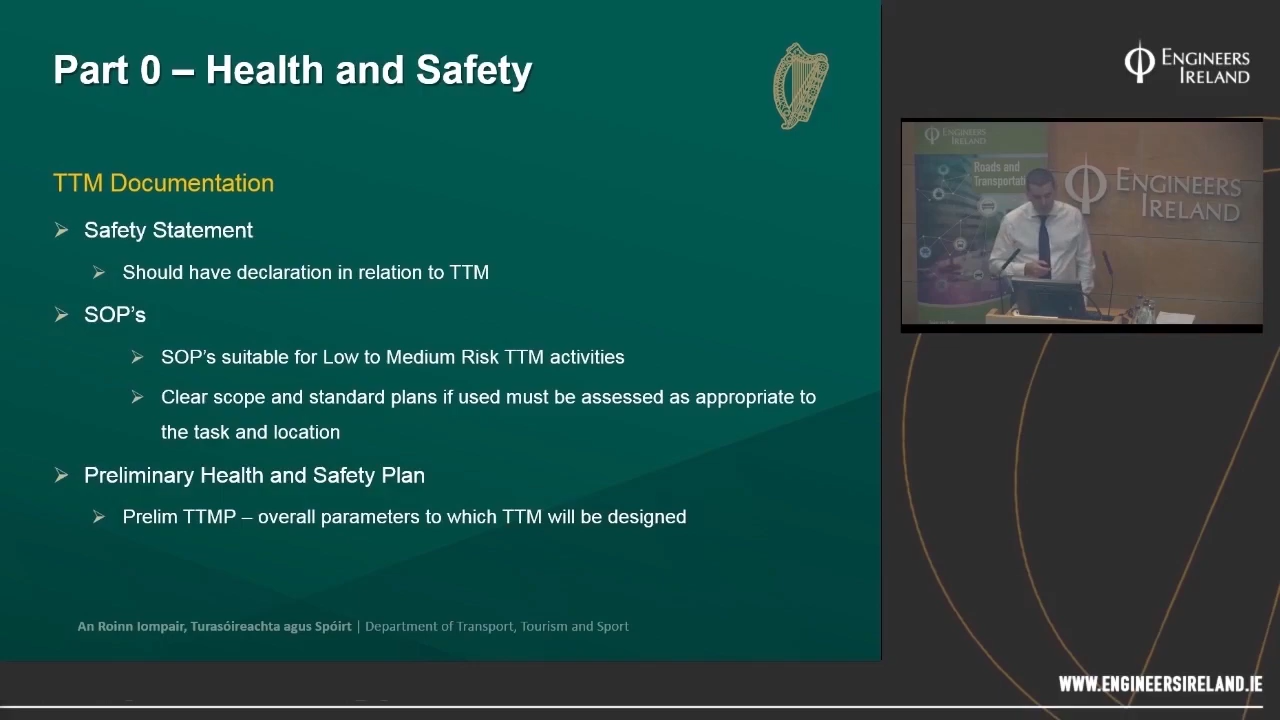 Part 0 – Health and Safety
TTM Documentation
Safety Statement
Should have declaration in relation to TTM
SOP's
SOP's suitable for Low to Medium Risk TTM activities
Clear scope and standard plans if used must be assessed as appropriate to
the task and location
Preliminary Health and Safety Plan
Prelim TTMP – overall parameters to which TTM will be designed
An Roinn Iompair, Turasóireachta agus Spóirt | Department of Transport, Tourism and Sport
ENGINEERS
IRELAND
ENGINEERS
IRELAND
Roads and
ENGINEERS
IRELAND
WWW.ENGINEERSIRELAND.IE